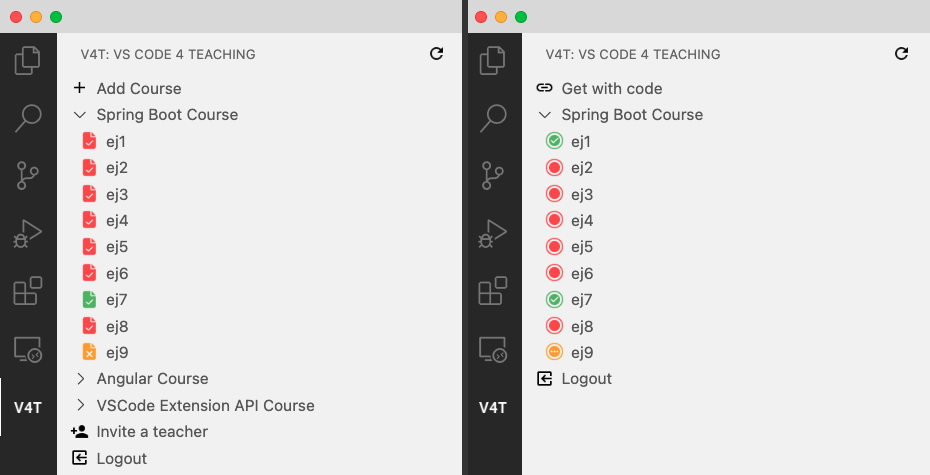 V4T: VS CODE 4 TEACHING
Add Course
Spring Boot Course
ej1
ej2
ej3
ej4
ej5
ej6
ej7
ej8
ej9
Angular Course
VSCode Extension API Course
Invite a teacher
Logout
V4T
V4T: VS CODE 4 TEACHING
Get with code
Spring Boot Course
ej1
ej2
ej3
ej4
ej5
ej6
ej7
ej8
ej9
Logout
V4T